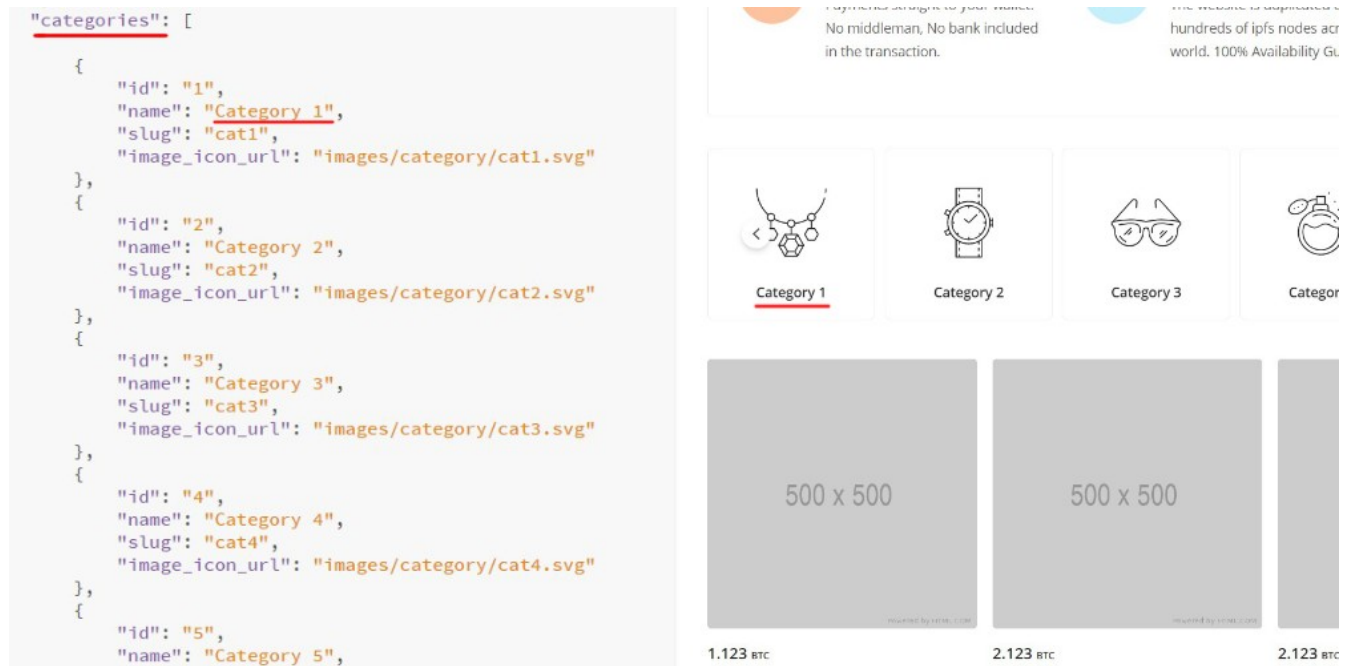 "categories": [
{
"id": "1",
"name": "Category 1",
"slug": "cat1",
"image_icon_url": "images/category/cat1.svg"
},
{
"id": "2",
"name": "Category 2",
"slug": "cat2",
"image_icon_url": "images/category/cat2.svg"
},
{
"id": "3",
"name": "Category 3",
"slug": "cat3",
"image_icon_url": "images/category/cat3.svg"
},
{
"id": "4",
"name": "Category 4",
"slug": "cat4",
"image_icon_url": "images/category/cat4.svg"
},
{
"id": "5",
"name": "Category 5",
No middleman, No bank included
in the transaction.
hundreds of ipfs nodes acr
world. 100% Availability Gu
Category 1
Category 2
Category 3
Categor
500 x 500
500 x 500
1.123 BTC
2.123 BTC
2.123 BTC